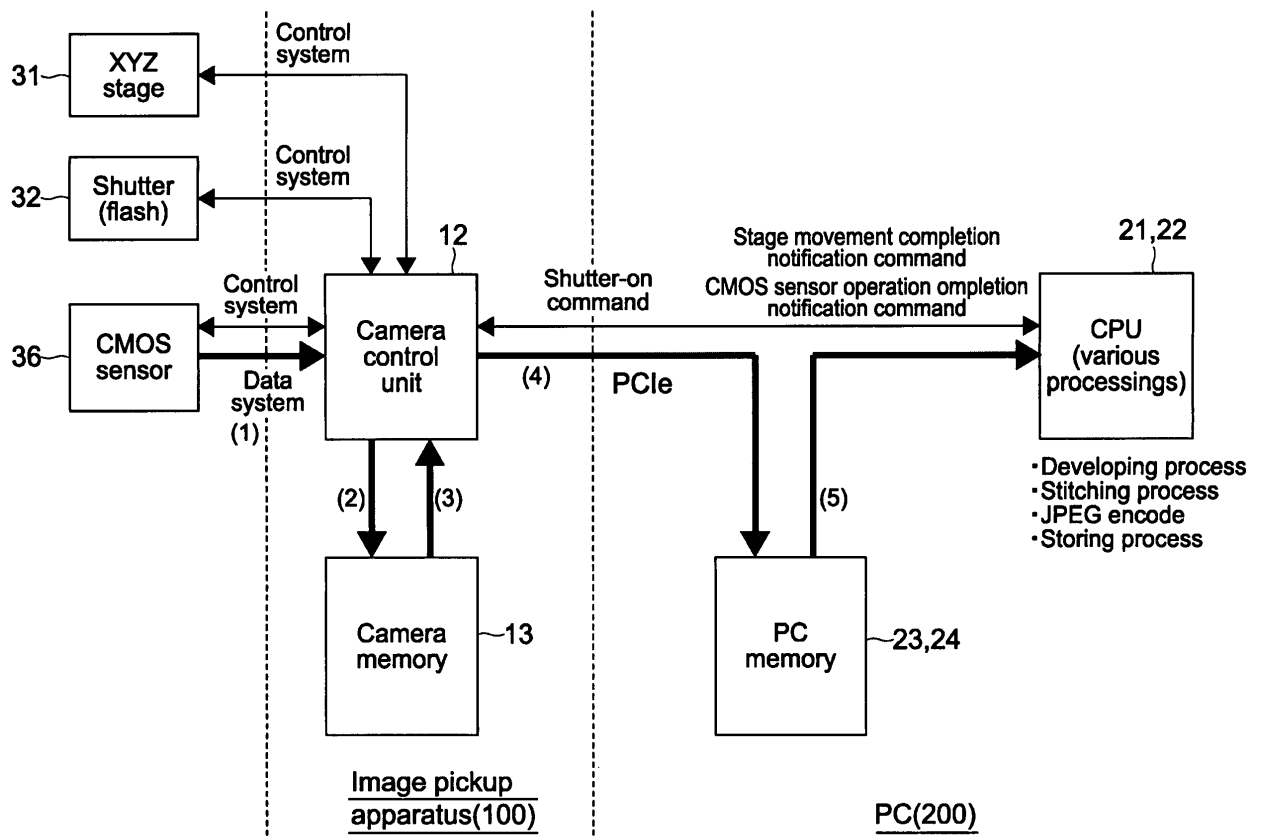 Control
system
31
XYZ
stage
Control
system
32
Shutter
(flash)
12
Stage movement completion
notification command
21,22
Control
system
Shutter-on
command
CMOS sensor operation ompletion
notification command
36
CMOS
sensor
Camera
control
unit
CPU
(various
processings)
Data
system
(1)
(4)
PCIe
(2)
(3)
(5)
・Developing process
・Stitching process
・JPEG encode
・Storing process
Camera
memory
13
PC
memory
23,24
Image pickup
apparatus(100)
PC(200)